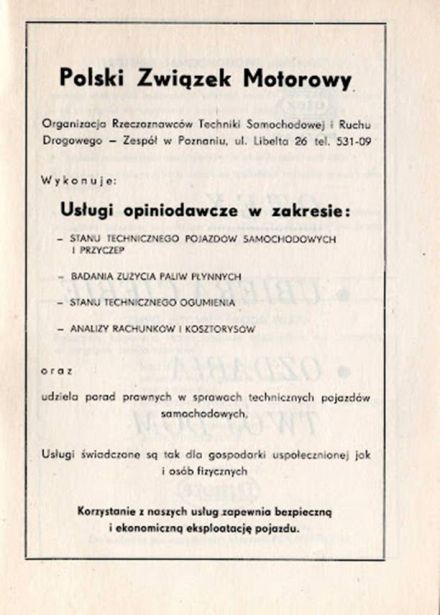 Polski Związek Motorowy
Organizacja Rzeczoznawców Techniki Samochodowej i Ruchu
Drogowego – Zespół w Poznaniu, ul. Libelta 26 tel. 531-09
Wykonuje:
Usługi opiniodawcze w zakresie:
– STANU TECHNICZNEGO POJAZDÓW SAMOCHODOWYCH
I PRZYCZEP
– BADANIA ZUŻYCIA PALIW PŁYNNYCH
– STANU TECHNICZNEGO OGUMIENIA
– ANALIZY RACHUNKÓW I KOSZTORYSÓW
oraz
udziela porad prawnych w sprawach technicznych pojazdów
samochodowych.
Usługi świadczone są tak dla gospodarki uspołecznionej jak
i osób fizycznych
Korzystanie z naszych usług zapewnia bezpieczną
i ekonomiczną eksploatację pojazdu.